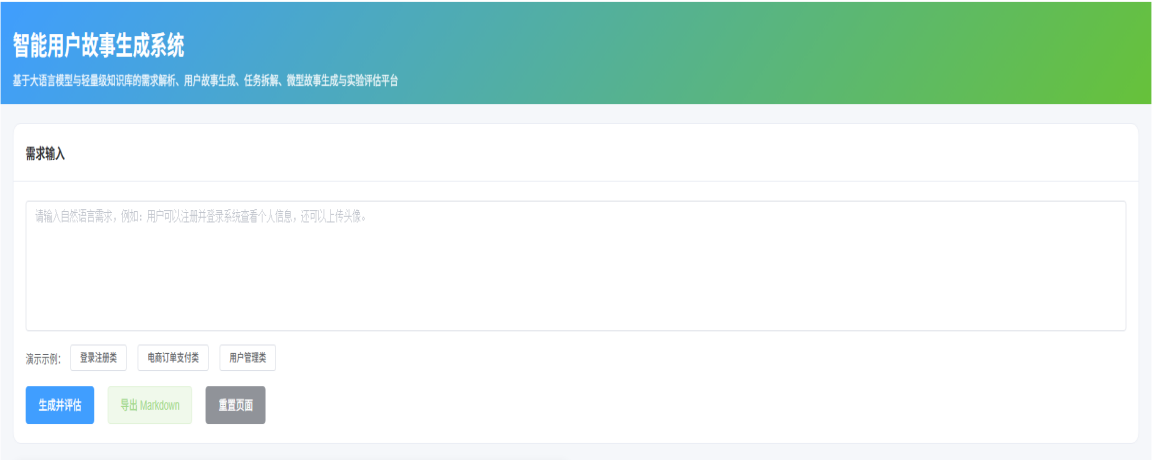 智能用户故事生成系统
基于大语言模型与轻量级知识库的需求解析、用户故事生成、任务拆解、微型故事生成与实验评估平台
需求输入
请输入自然语言需求，例如：用户可以注册并登录系统查看个人信息，还可以上传头像。
演示示例： 登录注册类 电商订单支付类 用户管理类
生成并评估 导出 Markdown 重置页面